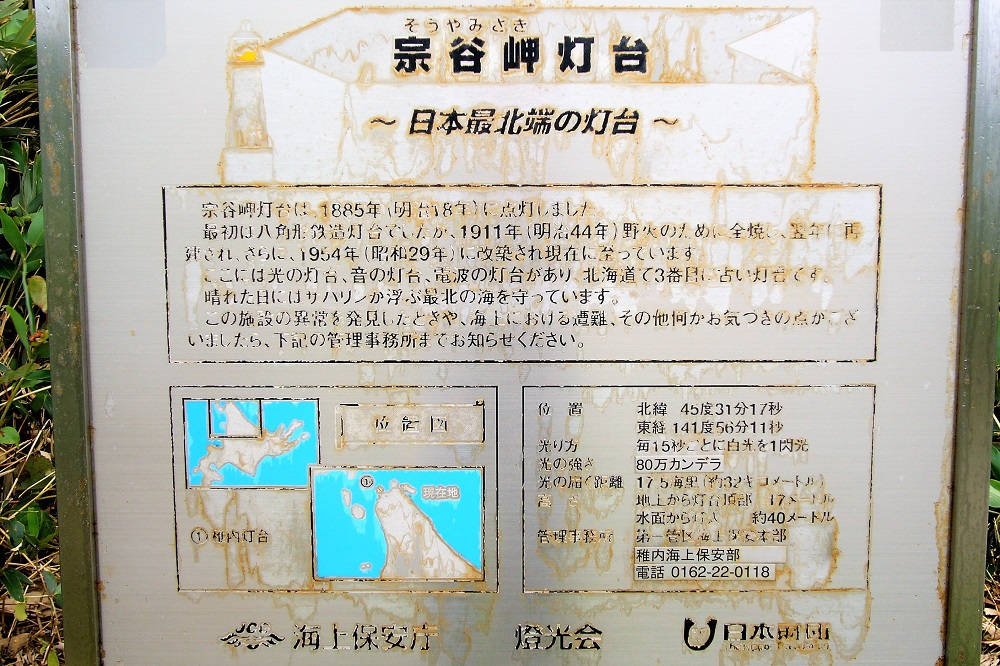 そうやみさき
宗谷岬灯台
～ 日本最北端の灯台 ～
宗谷岬灯台は、1885年(明治18年)に点灯しました。
最初は八角形鉄造灯台でしたが、1911年(明治44年)野火のために全焼し、翌年に再
建され、さらに、1954年(昭和29年)に改築され現在に至っています。
ここには光の灯台、音の灯台、電波の灯台があり、北海道で3番目に古い灯台です。
晴れた日にはサハリンが浮ぶ最北の海を守っています。
この施設の異常を発見したときや、海上における遭難、その他何かお気づきの点がござ
いましたら、下記の管理事務所までお知らせください。
位置図
①
現在地
①稚内灯台
位 置 北緯 45度31分17秒
東経 141度56分11秒
光り方 毎15秒ごとに白光を1閃光
光の強さ 80万カンデラ
光の届く距離 17.5海里(約32キロメートル)
高 さ 地上から灯台頂部 17メートル
水面から灯火 約40メートル
管理事務所 第一管区海上保安本部
稚内海上保安部
電話 0162-22-0118
JCG 海上保安庁 燈光会 日本財団